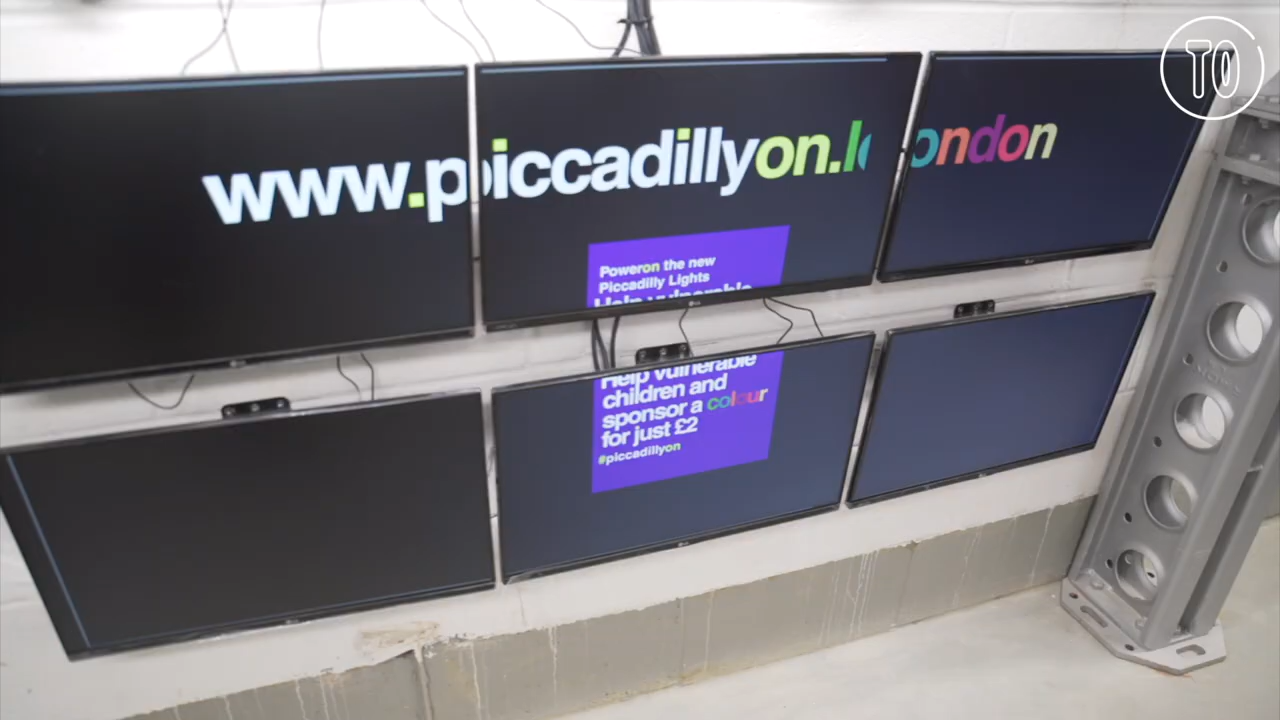 TO
www.piccadillyon.london
Poweron the new
Piccadilly Lights
Help vulnerable
children and
sponsor a colour
for just £2
#piccadillyon